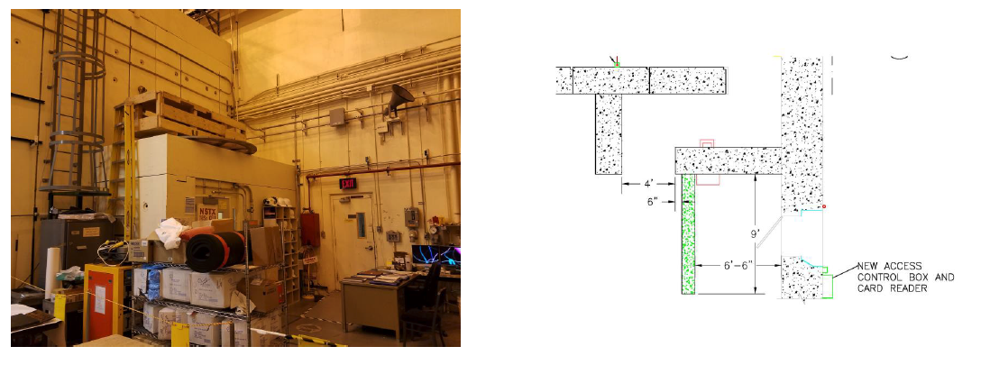 EXIT
NSTX
4'
6"
9'
6'-6"
NEW ACCESS
CONTROL BOX AND
CARD READER